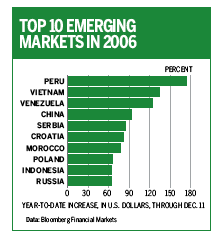 TOP 10 EMERGING
MARKETS IN 2006
PERCENT
PERU
VIETNAM
VENEZUELA
CHINA
SERBIA
CROATIA
MOROCCO
POLAND
INDONESIA
RUSSIA
0 30 60 90 120 150 180
YEAR-TO-DATE INCREASE, IN U.S. DOLLARS, THROUGH DEC. 11
Data: Bloomberg Financial Markets